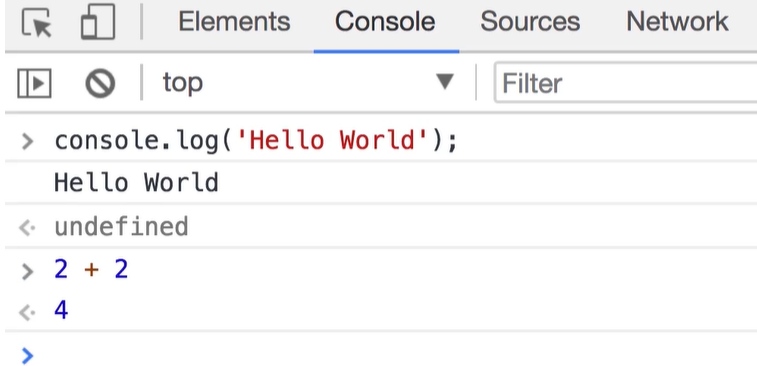 Elements Console Sources Network
top Filter
> console.log('Hello World');
Hello World
<· undefined
> 2 + 2
<· 4
>